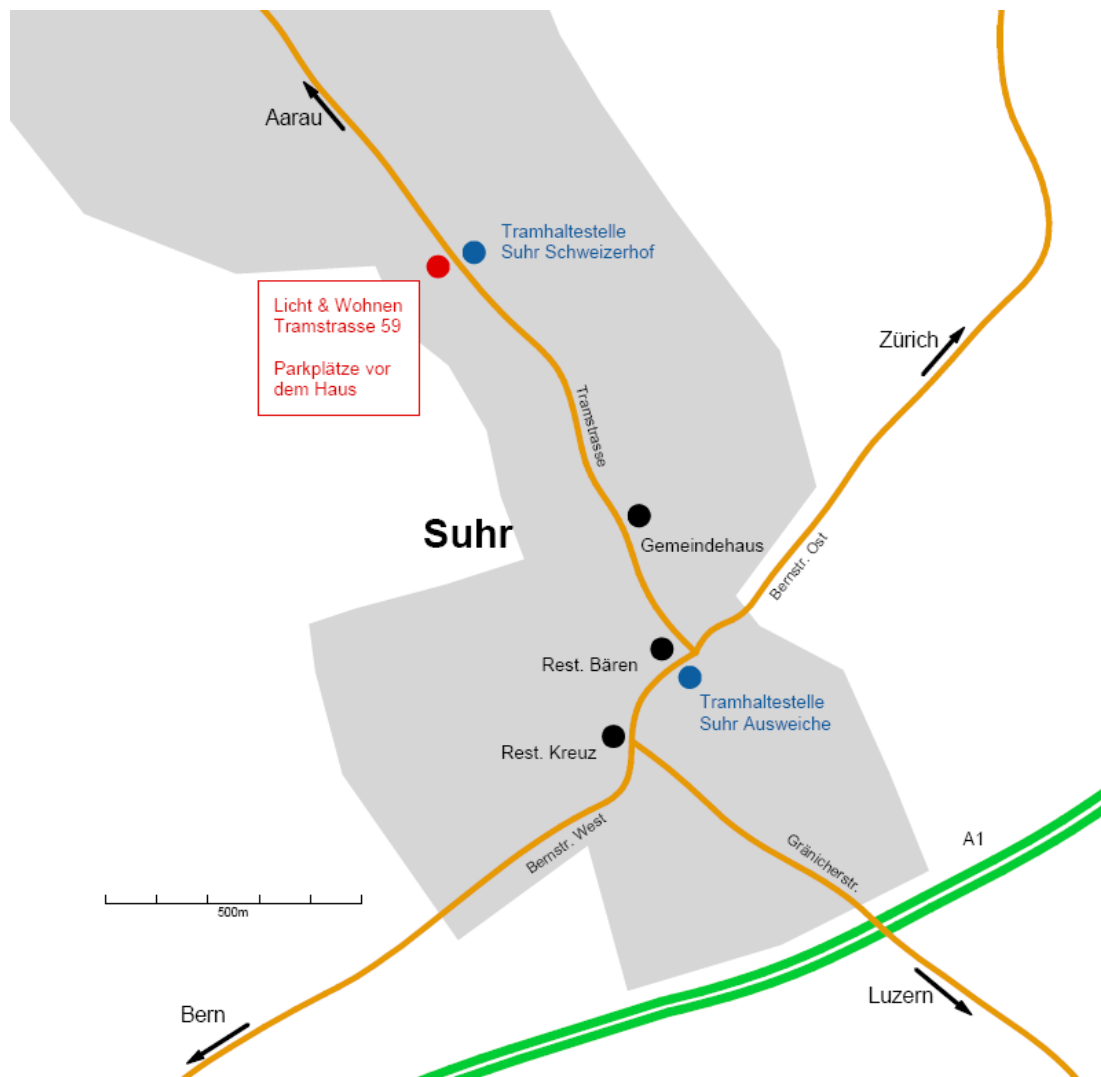 Aarau
Tramhaltestelle
Suhr Schweizerhof
Licht & Wohnen
Tramstrasse 59
Parkplätze vor
dem Haus
Zürich
Tramstrasse
Suhr
Gemeindehaus
Bernstr. Ost
Rest. Bären
Tramhaltestelle
Suhr Ausweiche
Rest. Kreuz
Bernstr. West
Gränicherstr.
A1
500m
Luzern
Bern